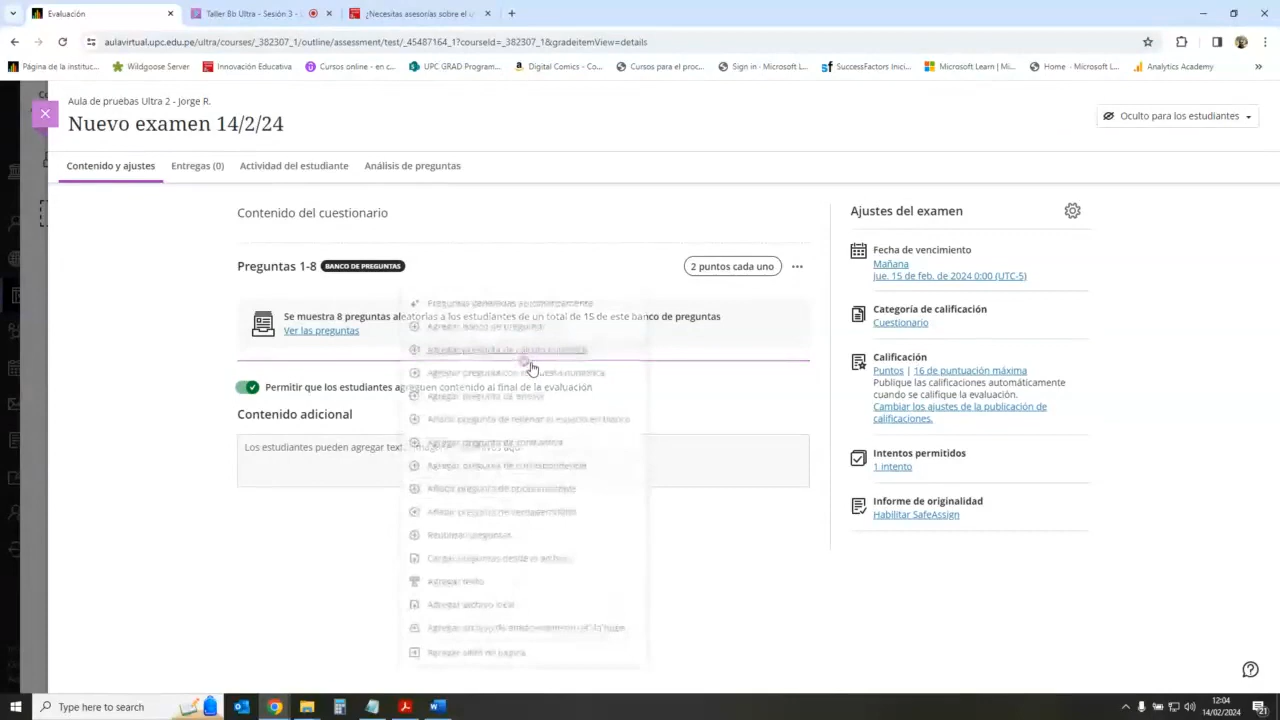 Evaluación
Taller Bb Ultra - Sesión 3 -
¿Necesitas asesorías sobre el u
aulavirtual.upc.edu.pe/ultra/courses/_382307_1/outline/assessment/test/_45487164_1?courseId=_382307_1&gradeitemView=details
Página de la instituc...
Wildgoose Server
Innovación Educativa
Cursos online - en c...
UPC GRAD Program...
Digital Comics - Co...
Cursos para el proc...
Sign in - Microsoft L...
SuccessFactors Inici...
Microsoft Learn | Mi...
Home - Microsoft L...
Analytics Academy
Aula de pruebas Ultra 2 - Jorge R.
Nuevo examen 14/2/24
Oculto para los estudiantes
Contenido y ajustes
Entregas (0)
Actividad del estudiante
Análisis de preguntas
Contenido del cuestionario
Preguntas 1-8
BANCO DE PREGUNTAS
2 puntos cada uno
Se muestra 8 preguntas aleatorias a los estudiantes de un total de 15 de este banco de preguntas
Ver las preguntas
Permitir que los estudiantes agreguen contenido al final de la evaluación
Contenido adicional
Los estudiantes pueden agregar
Ajustes del examen
Fecha de vencimiento
Mañana
jue. 15 de feb. de 2024 0:00 (UTC-5)
Categoría de calificación
Cuestionario
Calificación
Puntos | 16 de puntuación máxima
Publique las calificaciones automáticamente
cuando se califique la evaluación.
Cambiar los ajustes de la publicación de
calificaciones.
Intentos permitidos
1 intento
Informe de originalidad
Habilitar SafeAssign
Type here to search
12:04
14/02/2024